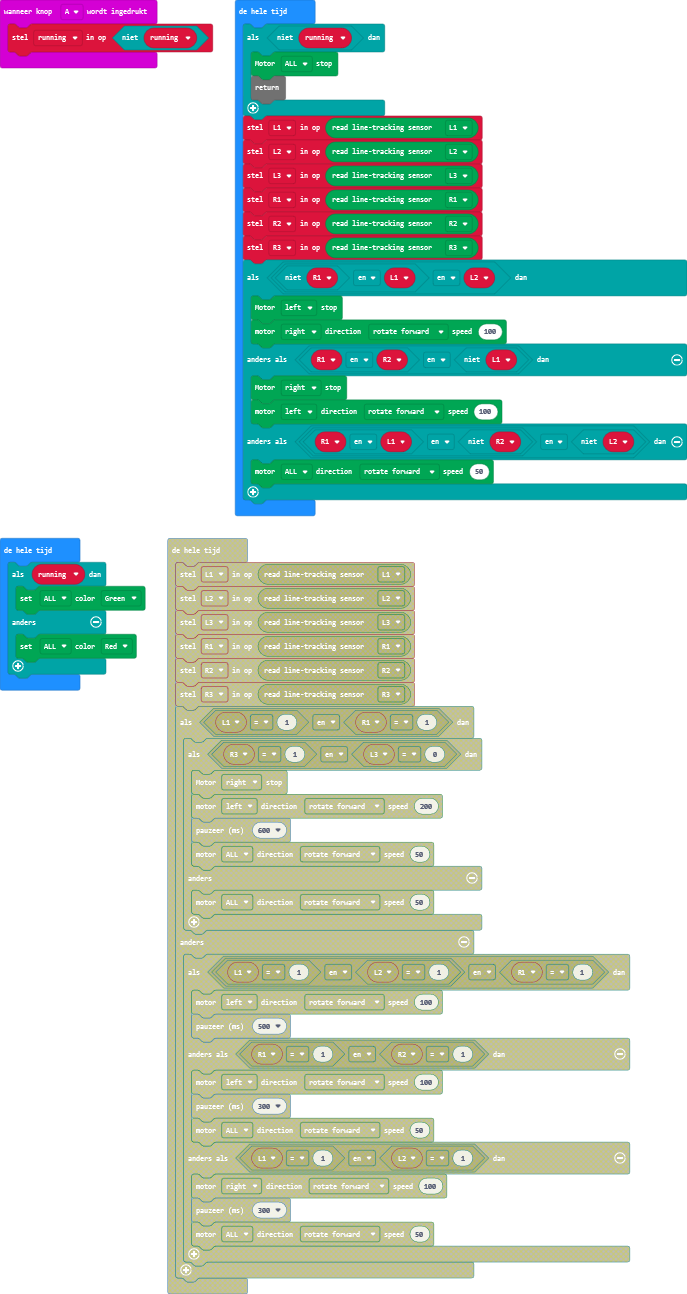 wanneer knop A wordt ingedrukt
stel running in op niet running
de hele tijd
als niet running dan
Motor ALL stop
return
stel L1 in op read line-tracking sensor L1
stel L2 in op read line-tracking sensor L2
stel L3 in op read line-tracking sensor L3
stel R1 in op read line-tracking sensor R1
stel R2 in op read line-tracking sensor R2
stel R3 in op read line-tracking sensor R3
als niet R1 en L1 en L2 dan
Motor left stop
motor right direction rotate forward speed 100
anders als R1 en R2 en niet L1 dan
Motor right stop
motor left direction rotate forward speed 100
anders als R1 en L1 en niet R2 en niet L2 dan
motor ALL direction rotate forward speed 50
de hele tijd
als running dan
set ALL color Green
anders
set ALL color Red
de hele tijd
stel L1 in op read line-tracking sensor L1
stel L2 in op read line-tracking sensor L2
stel L3 in op read line-tracking sensor L3
stel R1 in op read line-tracking sensor R1
stel R2 in op read line-tracking sensor R2
stel R3 in op read line-tracking sensor R3
als L1 = 1 en R1 = 1 dan
als R3 = 1 en L3 = 0 dan
Motor right stop
motor left direction rotate forward speed 200
pauzeer (ms) 600
motor ALL direction rotate forward speed 50
anders
motor ALL direction rotate forward speed 50
anders
als L1 = 1 en L2 = 1 en R1 = 1 dan
motor left direction rotate forward speed 100
pauzeer (ms) 500
anders als R1 = 1 en R2 = 1 dan
motor left direction rotate forward speed 100
pauzeer (ms) 300
motor ALL direction rotate forward speed 50
anders als L1 = 1 en L2 = 1 dan
motor right direction rotate forward speed 100
pauzeer (ms) 300
motor ALL direction rotate forward speed 50